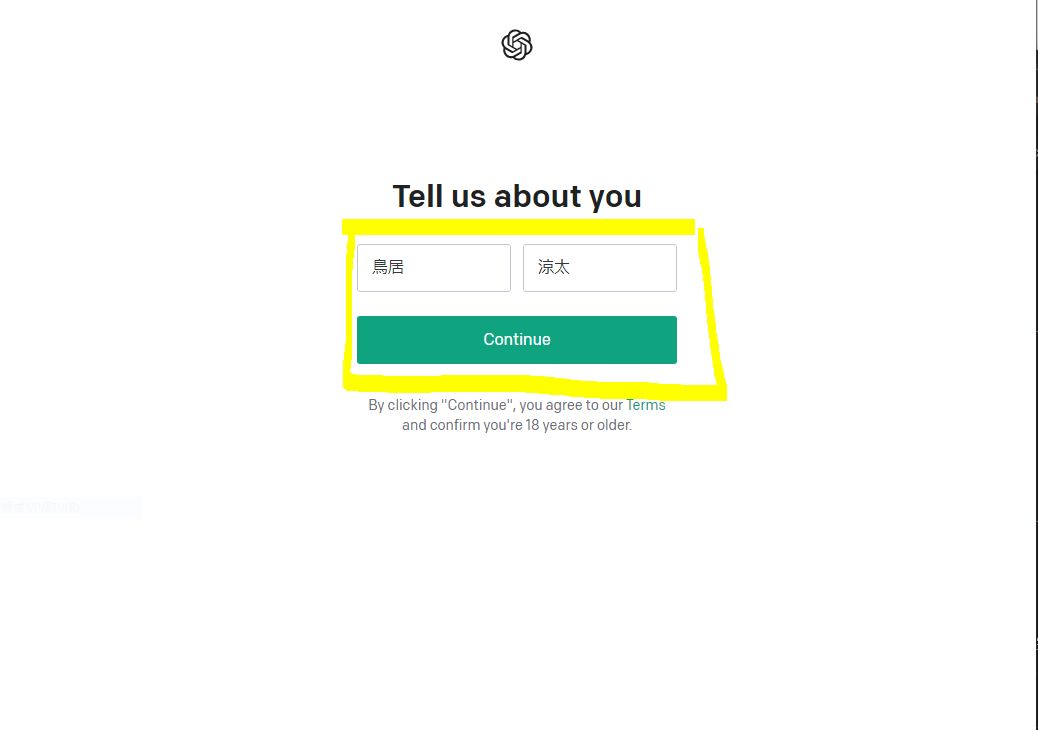 Tell us about you
鳥居 涼太
Continue
By clicking "Continue", you agree to our Terms
and confirm you're 18 years or older.